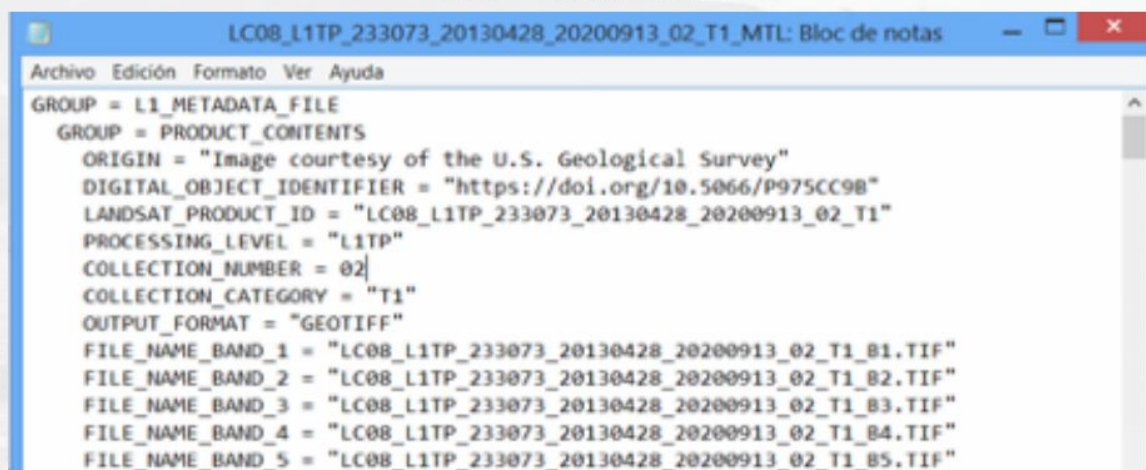 LC08_L1TP_233073_20130428_20200913_02_T1_MTL: Bloc de notas
Archivo Edición Formato Ver Ayuda
GROUP = L1_METADATA_FILE
GROUP = PRODUCT_CONTENTS
ORIGIN = "Image courtesy of the U.S. Geological Survey"
DIGITAL_OBJECT_IDENTIFIER = "https://doi.org/10.5066/P975CC9B"
LANDSAT_PRODUCT_ID = "LC08_L1TP_233073_20130428_20200913_02_T1"
PROCESSING_LEVEL = "L1TP"
COLLECTION_NUMBER = 02
COLLECTION_CATEGORY = "T1"
OUTPUT_FORMAT = "GEOTIFF"
FILE_NAME_BAND_1 = "LC08_L1TP_233073_20130428_20200913_02_T1_B1.TIF"
FILE_NAME_BAND_2 = "LC08_L1TP_233073_20130428_20200913_02_T1_B2.TIF"
FILE_NAME_BAND_3 = "LC08_L1TP_233073_20130428_20200913_02_T1_B3.TIF"
FILE_NAME_BAND_4 = "LC08_L1TP_233073_20130428_20200913_02_T1_B4.TIF"
FILE_NAME_BAND_5 = "LC08_L1TP_233073_20130428_20200913_02_T1_B5.TIF"